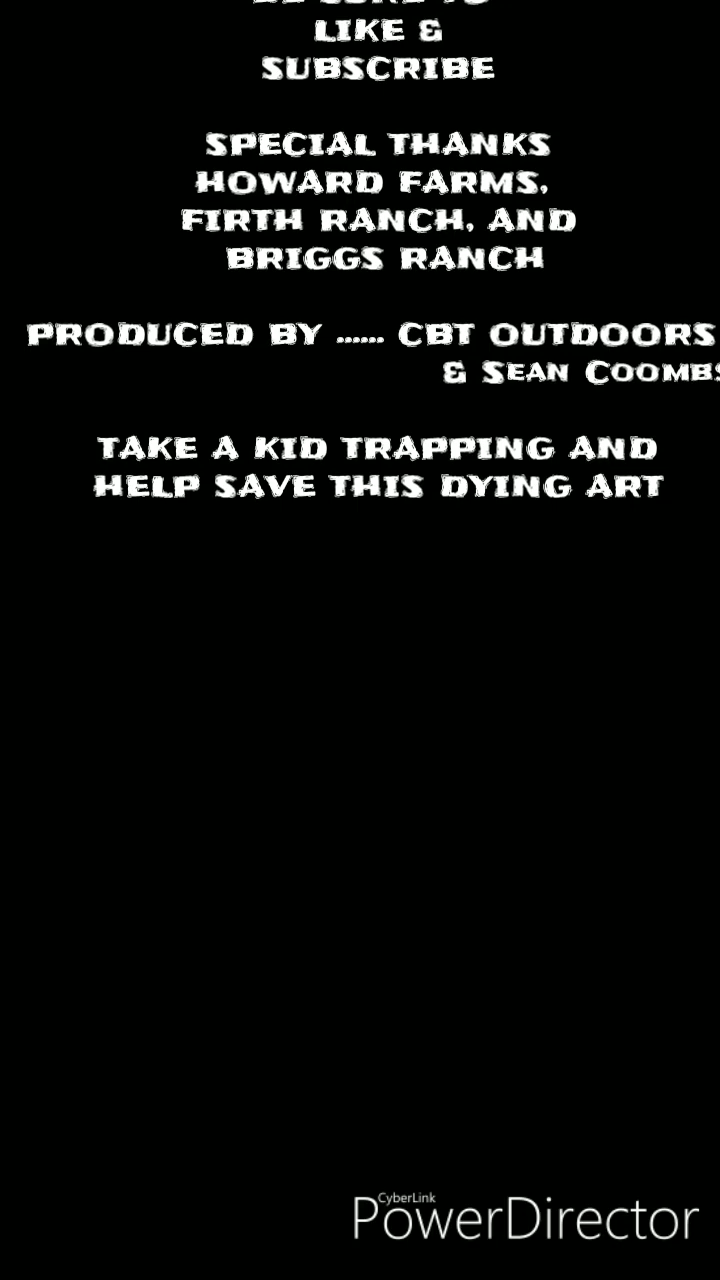 LIKE &
SUBSCRIBE
SPECIAL THANKS
HOWARD FARMS,
FIRTH RANCH, AND
BRIGGS RANCH
PRODUCED BY ...... CBT OUTDOORS
& SEAN COOMBS
TAKE A KID TRAPPING AND
HELP SAVE THIS DYING ART
CyberLink
PowerDirector